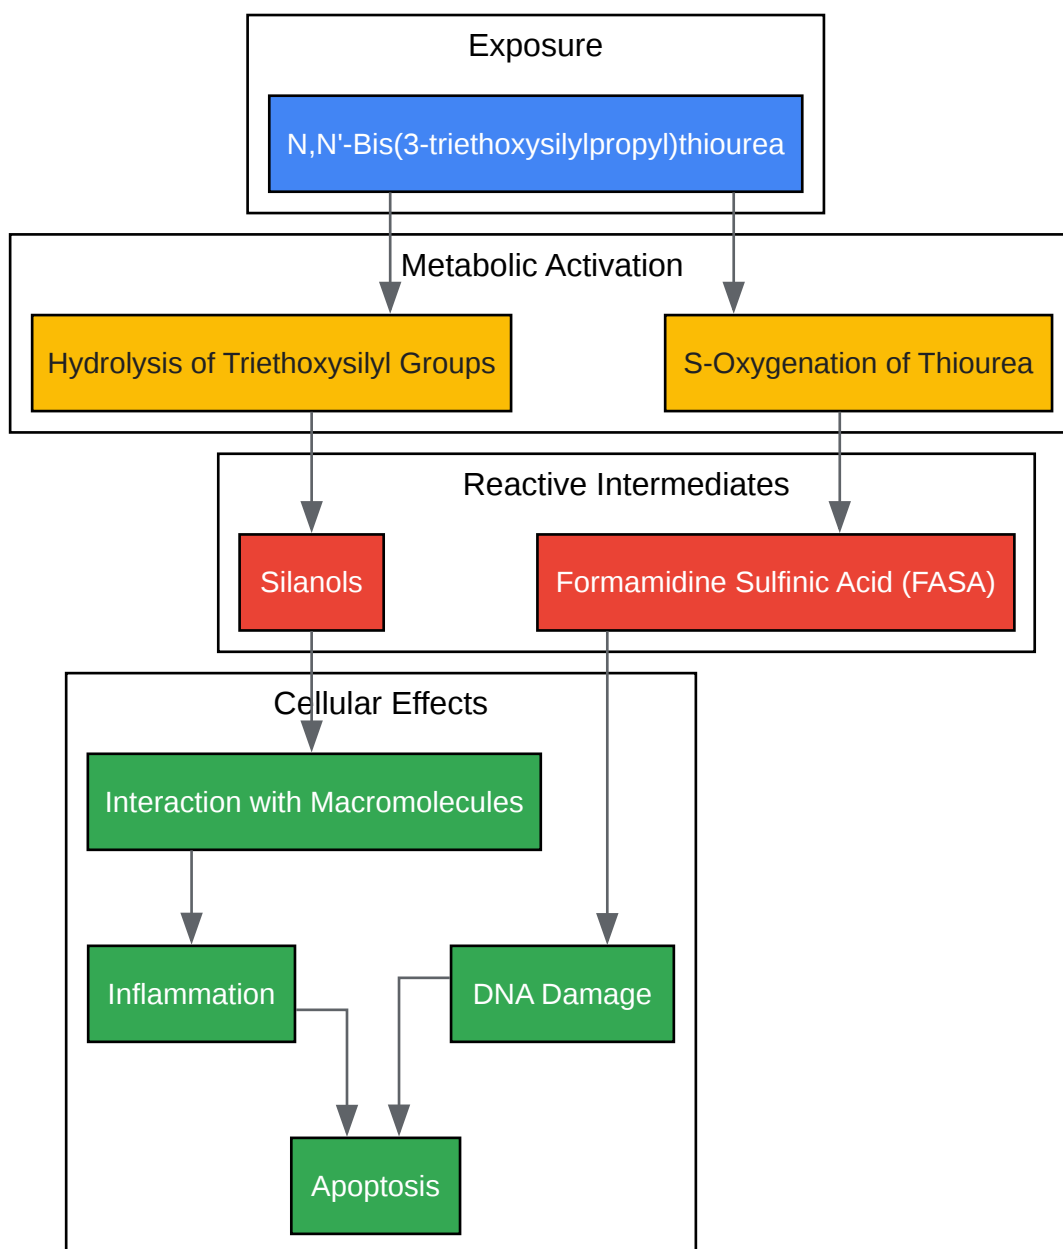 Exposure
N,N'-Bis(3-triethoxysilylpropyl)thiourea
Metabolic Activation
Hydrolysis of Triethoxysilyl Groups
S-Oxygenation of Thiourea
Reactive Intermediates
Silanols
Formamidine Sulfinic Acid (FASA)
Cellular Effects
Interaction with Macromolecules
Inflammation
DNA Damage
Apoptosis